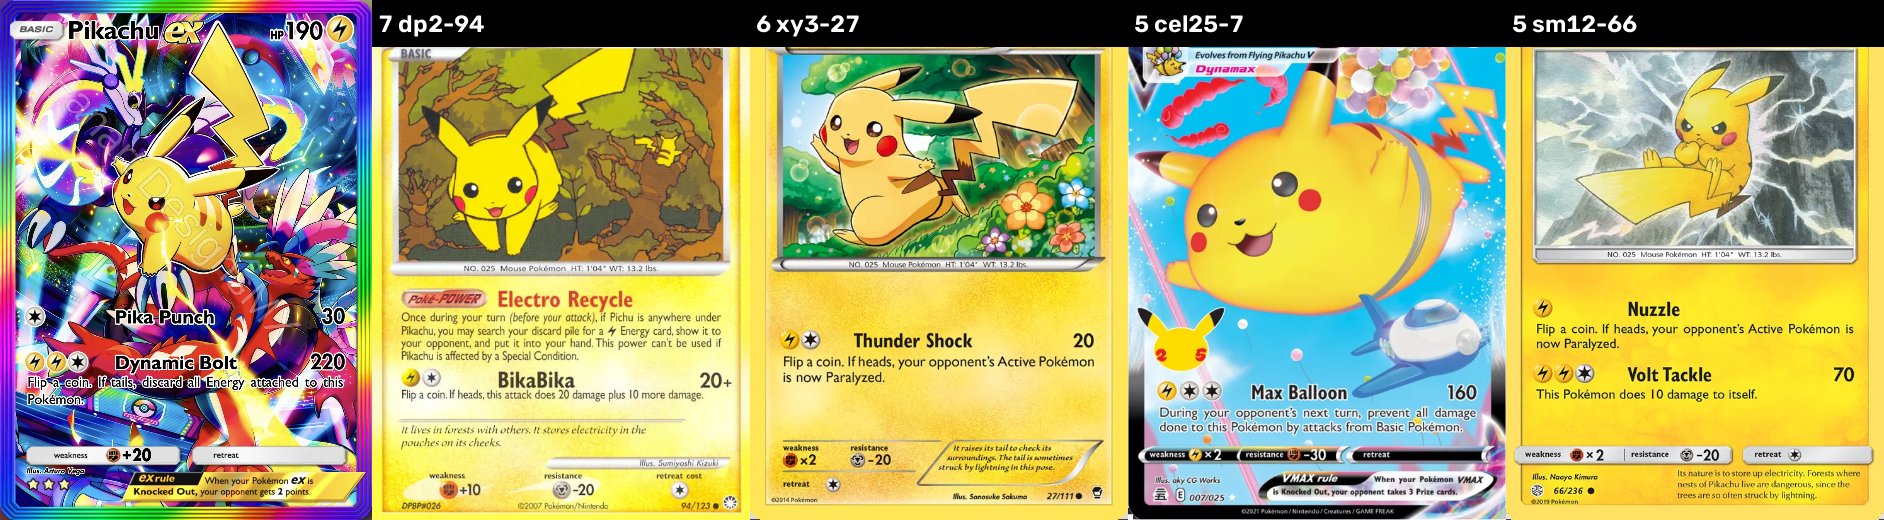 BASIC Pikachu ex HP 190
Pika Punch 30
Dynamic Bolt 220
Flip a coin. If tails, discard all Energy attached to this
Pokémon.
weakness +20 retreat
Illus. Arturo Vega
ex rule When your Pokémon ex is
Knocked Out, your opponent gets 2 points.
7 dp2-94
BASIC
NO. 025 Mouse Pokémon HT: 1'04" WT: 13.2 lbs.
Poké-POWER Electro Recycle
Once during your turn (before your attack), if Pichu is anywhere under
Pikachu, you may search your discard pile for a Energy card, show it to
your opponent, and put it into your hand. This power can't be used if
Pikachu is affected by a Special Condition.
BikaBika 20+
Flip a coin. If heads, this attack does 20 damage plus 10 more damage.
It lives in forests with others. It stores electricity in the
pouches on its cheeks.
Illus. Sumiyoshi Kizuki
weakness resistance retreat cost
+10 -20
DPBP#026 ©2007 Pokémon/Nintendo 94/123
6 xy3-27
NO. 025 Mouse Pokémon HT: 1'04" WT: 13.2 lbs.
Thunder Shock 20
Flip a coin. If heads, your opponent's Active Pokémon
is now Paralyzed.
weakness resistance
×2 -20
retreat
It raises its tail to check its
surroundings. The tail is sometimes
struck by lightning in this pose.
©2014 Pokémon Illus. Sanosuke Sakuma 27/111
5 cel25-7
Evolves from Flying Pikachu V
Dynamax
2 5
Max Balloon 160
During your opponent's next turn, prevent all damage
done to this Pokémon by attacks from Basic Pokémon.
weakness ×2 resistance -30 retreat
Illus. aky CG Works
E 007/025
VMAX rule When your Pokémon VMAX
is Knocked Out, your opponent takes 3 Prize cards.
©2021 Pokémon / Nintendo / Creatures / GAME FREAK
5 sm12-66
NO. 025 Mouse Pokémon HT: 1'04" WT: 13.2 lbs.
Nuzzle
Flip a coin. If heads, your opponent's Active Pokémon is
now Paralyzed.
Volt Tackle 70
This Pokémon does 10 damage to itself.
weakness ×2 resistance -20 retreat
Illus. Naoyo Kimura
66/236
©2019 Pokémon
Its nature is to store up electricity. Forests where
nests of Pikachu live are dangerous, since the
trees are so often struck by lightning.